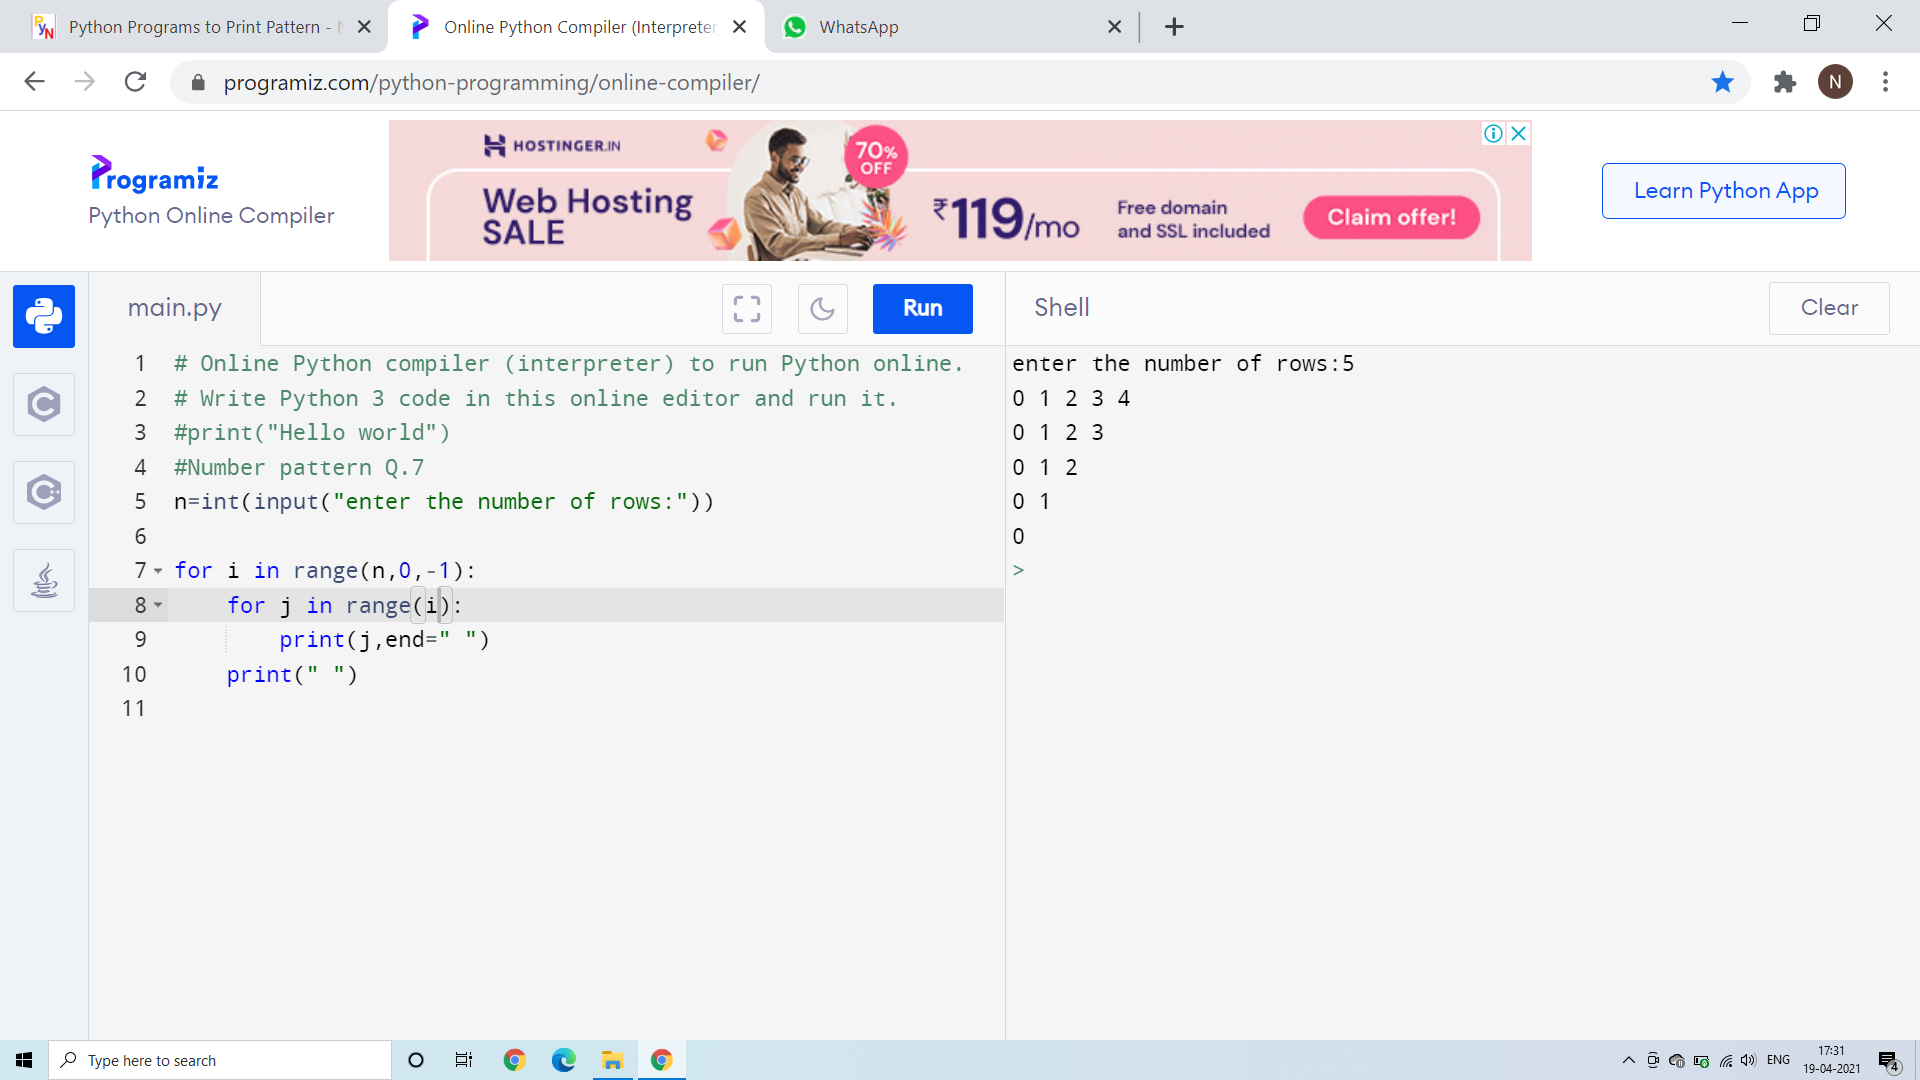 Python Programs to Print Pattern -
Online Python Compiler (Interpreter
WhatsApp
programiz.com/python-programming/online-compiler/
N
Programiz
Python Online Compiler
HOSTINGER.IN
Web Hosting
SALE
70%
OFF
₹119/mo
Free domain
and SSL included
Claim offer!
Learn Python App
main.py
Run
Shell
Clear
1 # Online Python compiler (interpreter) to run Python online.
2 # Write Python 3 code in this online editor and run it.
3 #print("Hello world")
4 #Number pattern Q.7
5 n=int(input("enter the number of rows:"))
6
7 for i in range(n,0,-1):
8     for j in range(i):
9         print(j,end=" ")
10     print(" ")
11
enter the number of rows:5
0 1 2 3 4
0 1 2 3
0 1 2
0 1
0
>
Type here to search
ENG
17:31
19-04-2021
4